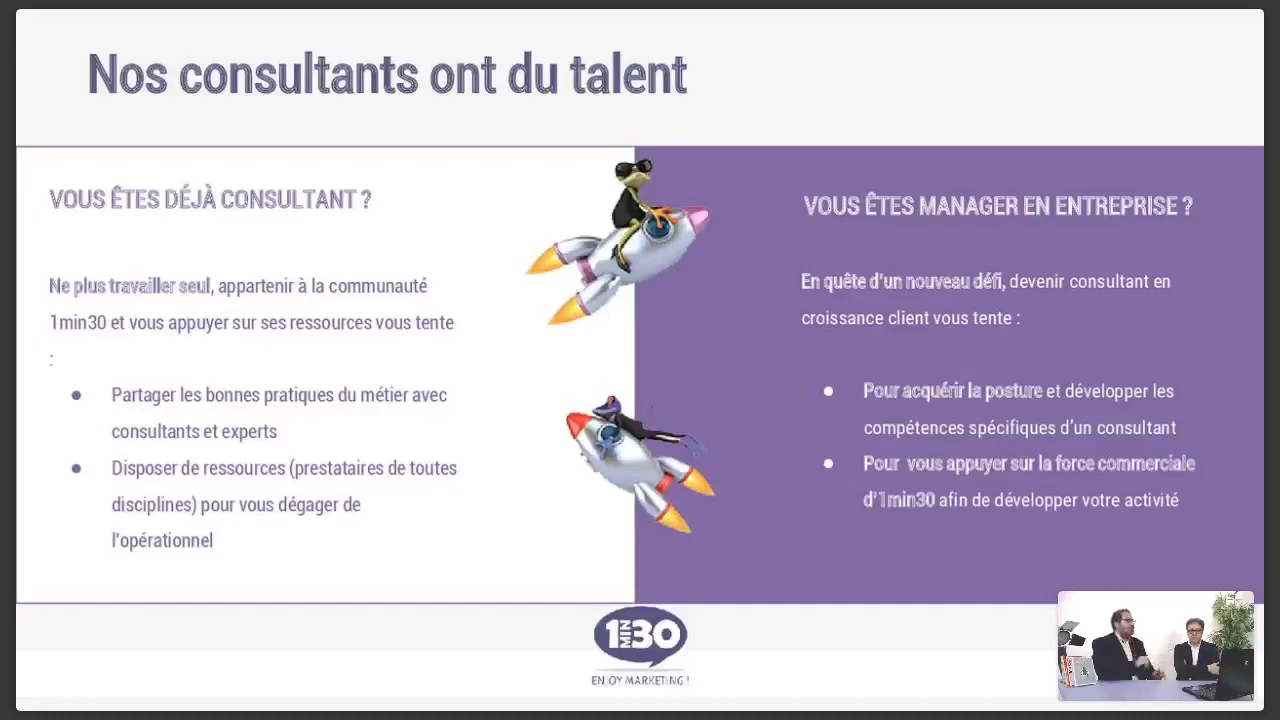 Nos consultants ont du talent
VOUS ÊTES DÉJÀ CONSULTANT ?
Ne plus travailler seul, appartenir à la communauté
1min30 et vous appuyer sur ses ressources vous tente
:
● Partager les bonnes pratiques du métier avec
consultants et experts
● Disposer de ressources (prestataires de toutes
disciplines) pour vous dégager de
l'opérationnel
VOUS ÊTES MANAGER EN ENTREPRISE ?
En quête d'un nouveau défi, devenir consultant en
croissance client vous tente :
● Pour acquérir la posture et développer les
compétences spécifiques d'un consultant
● Pour vous appuyer sur la force commerciale
d'1min30 afin de développer votre activité
1MIN30
ENJOY MARKETING !